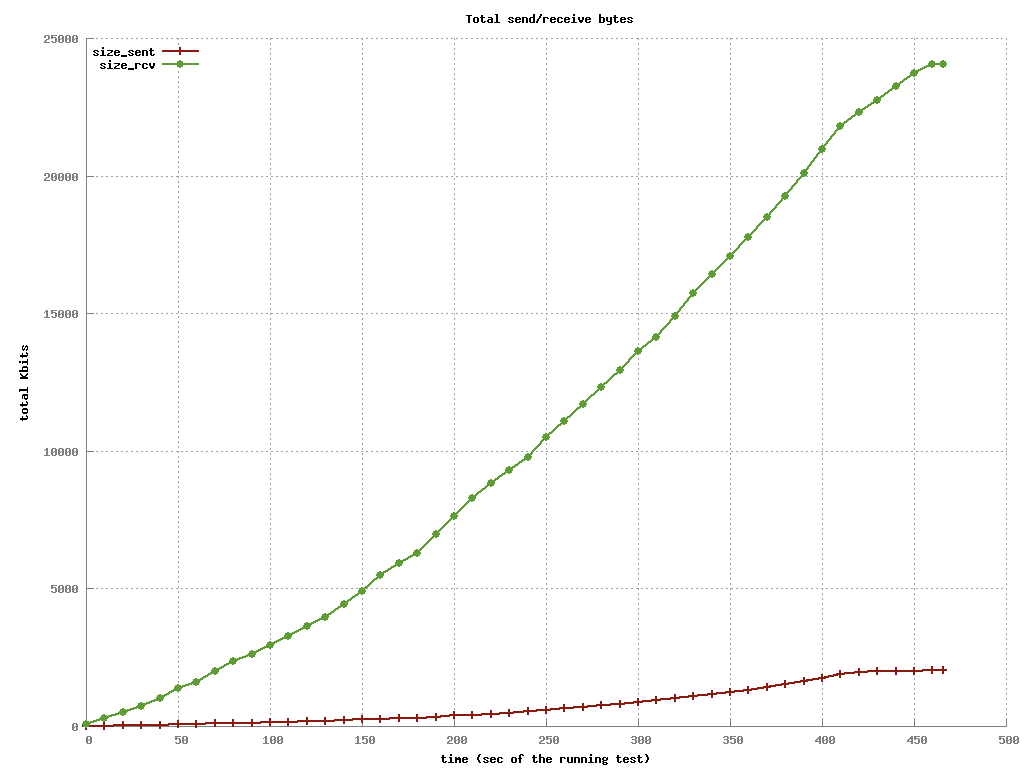 Total send/receive bytes
25000
size_sent
size_rcv
20000
15000
total Kbits
10000
5000
0
0 50 100 150 200 250 300 350 400 450 500
time (sec of the running test)